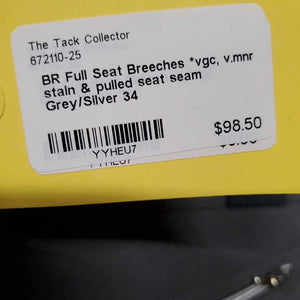 The Tack Collector
672110-25
BR Full Seat Breeches *vgc, v.mnr
stain & pulled seat seam
Grey/Silver 34
$98.50
YYHEU7